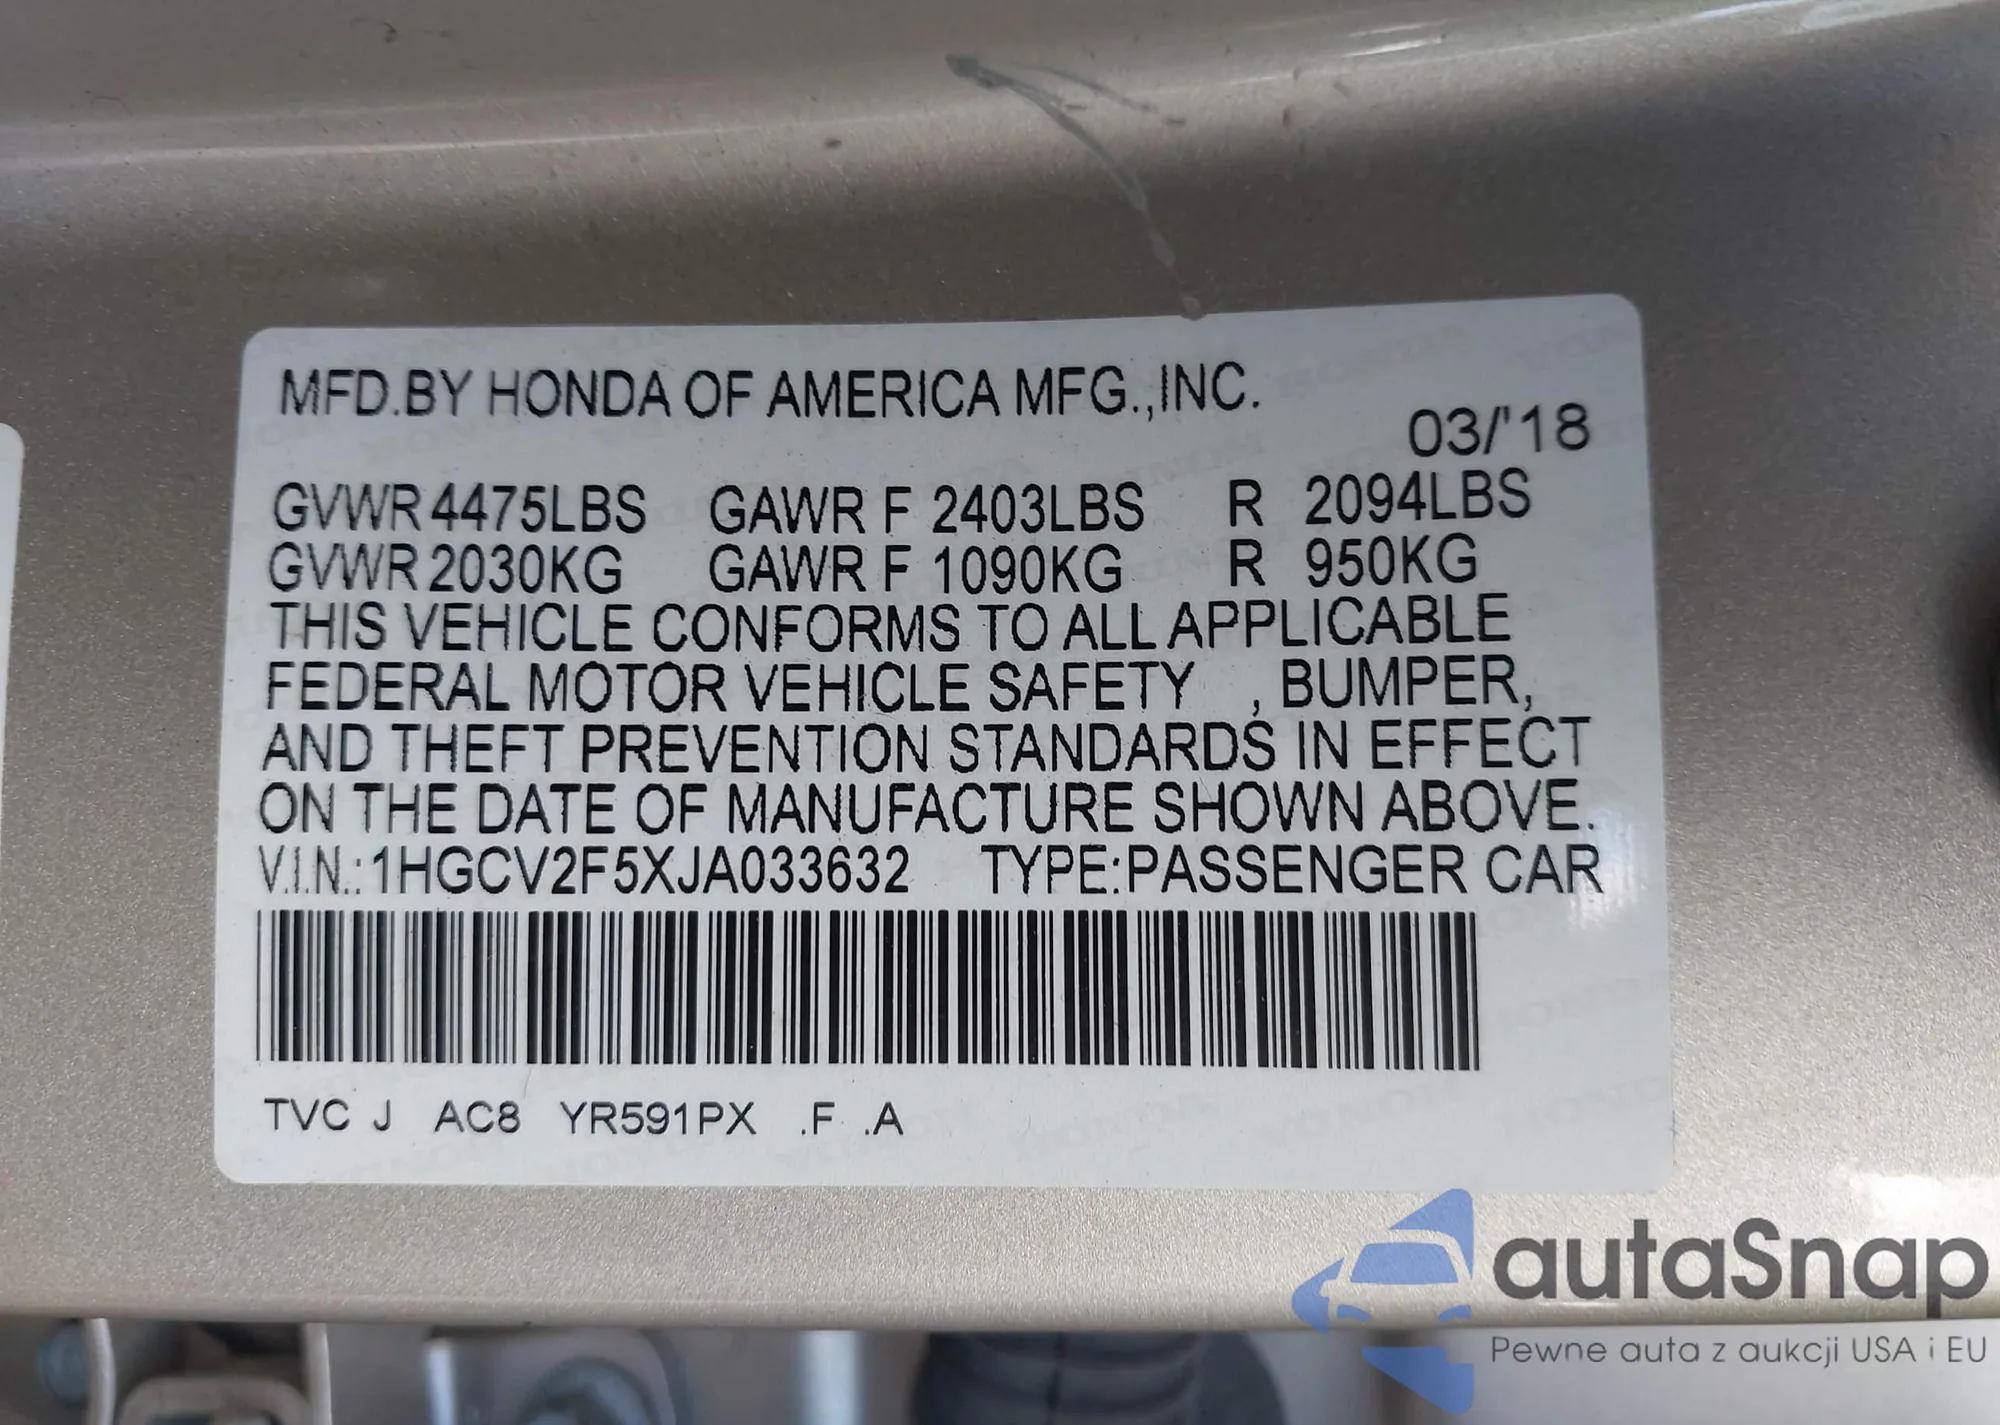 MFD.BY HONDA OF AMERICA MFG.,INC.
03/'18
GVWR 4475LBS GAWR F 2403LBS R 2094LBS
GVWR 2030KG GAWR F 1090KG R 950KG
THIS VEHICLE CONFORMS TO ALL APPLICABLE
FEDERAL MOTOR VEHICLE SAFETY , BUMPER,
AND THEFT PREVENTION STANDARDS IN EFFECT
ON THE DATE OF MANUFACTURE SHOWN ABOVE.
V.I.N.:1HGCV2F5XJA033632 TYPE:PASSENGER CAR
TVC J AC8 YR591PX .F .A
autaSnap
Pewne auta z aukcji USA i EU